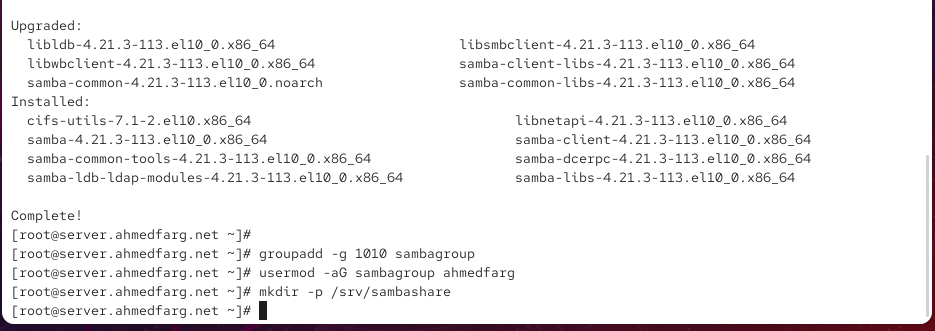 Upgraded:
libldb-4.21.3-113.el10_0.x86_64 libsmbclient-4.21.3-113.el10_0.x86_64
libwbclient-4.21.3-113.el10_0.x86_64 samba-client-libs-4.21.3-113.el10_0.x86_64
samba-common-4.21.3-113.el10_0.noarch samba-common-libs-4.21.3-113.el10_0.x86_64
Installed:
cifs-utils-7.1-2.el10.x86_64 libnetapi-4.21.3-113.el10_0.x86_64
samba-4.21.3-113.el10_0.x86_64 samba-client-4.21.3-113.el10_0.x86_64
samba-common-tools-4.21.3-113.el10_0.x86_64 samba-dcerpc-4.21.3-113.el10_0.x86_64
samba-ldb-ldap-modules-4.21.3-113.el10_0.x86_64 samba-libs-4.21.3-113.el10_0.x86_64
Complete!
[root@server.ahmedfarg.net ~]#
[root@server.ahmedfarg.net ~]# groupadd -g 1010 sambagroup
[root@server.ahmedfarg.net ~]# usermod -aG sambagroup ahmedfarg
[root@server.ahmedfarg.net ~]# mkdir -p /srv/sambashare
[root@server.ahmedfarg.net ~]#